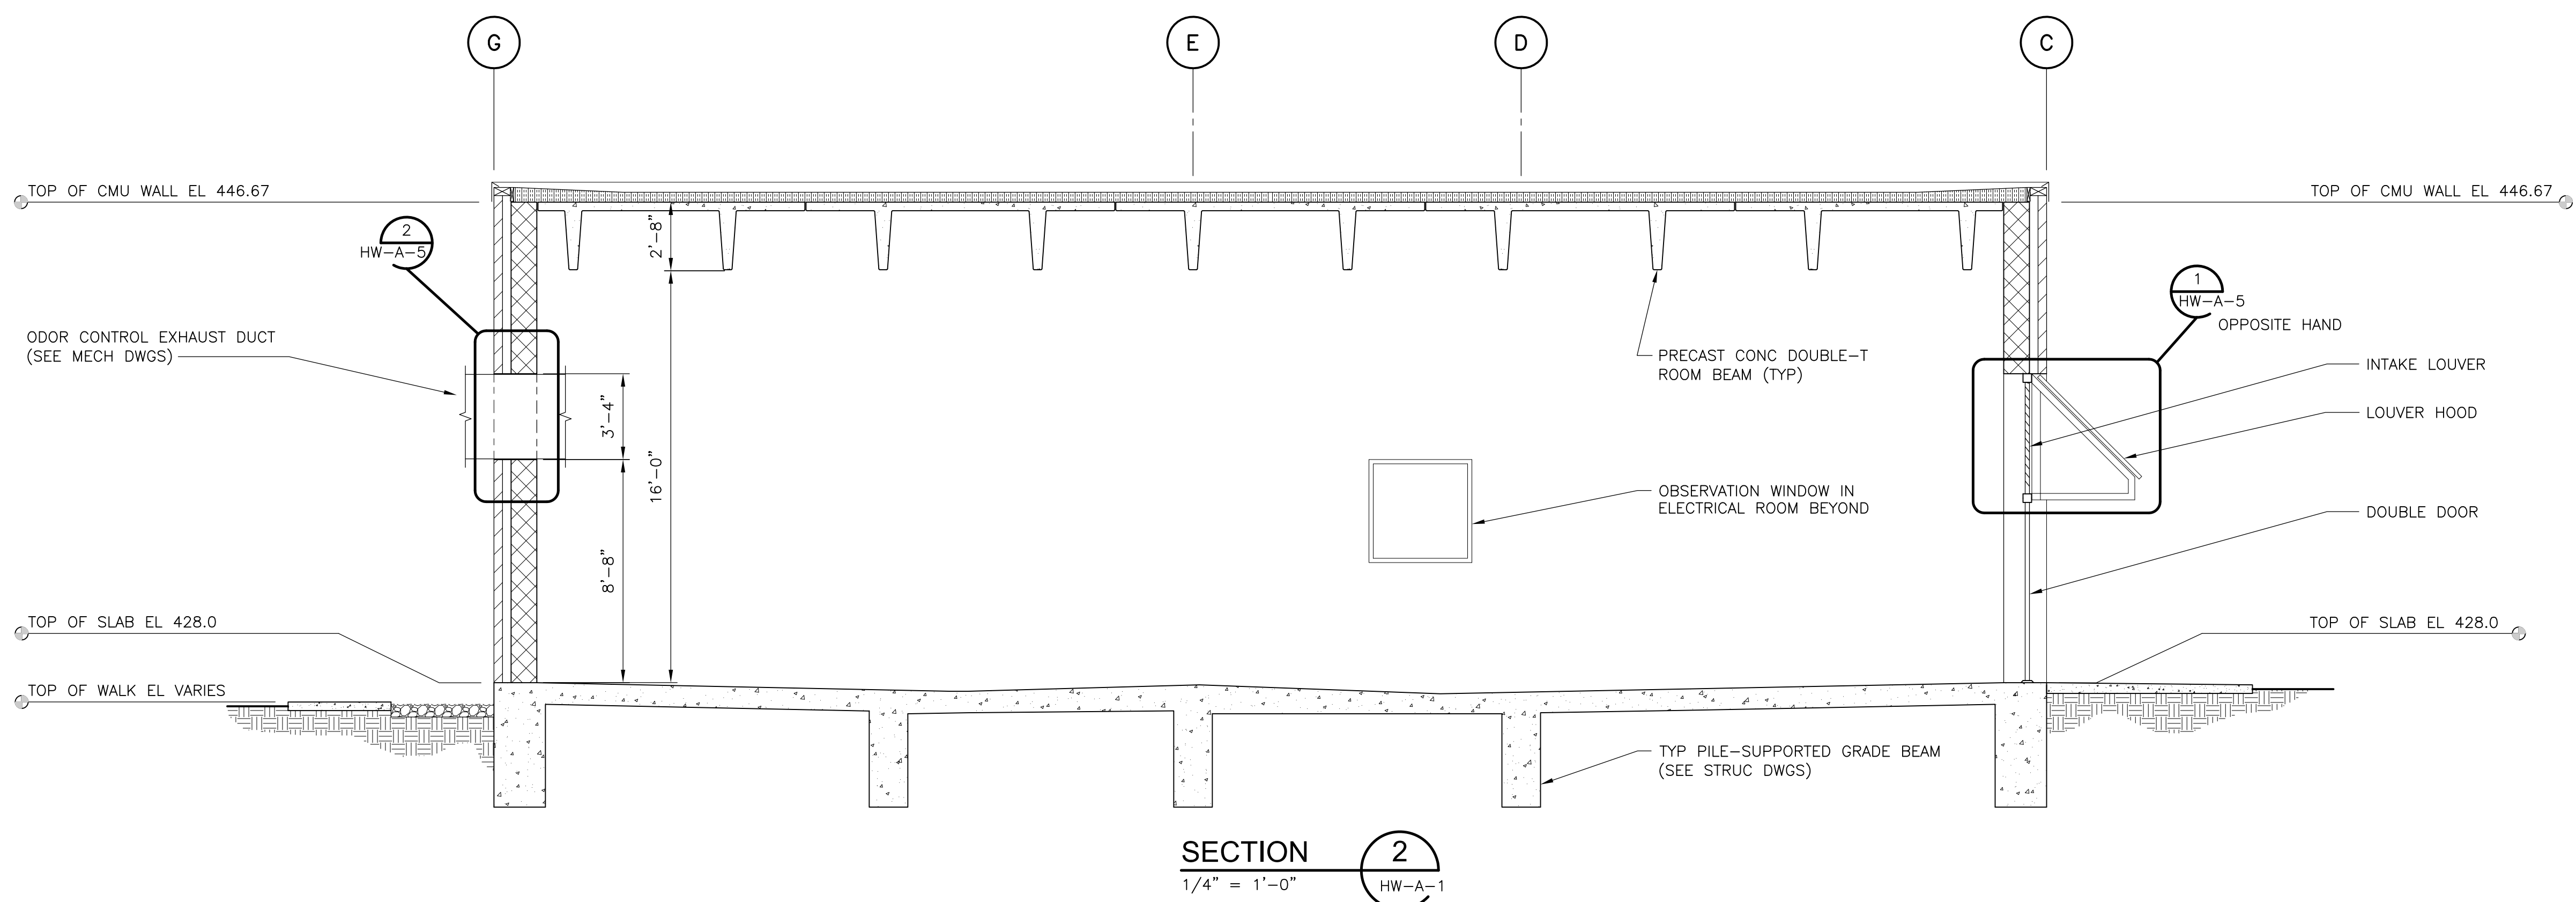 G
E
D
C
TOP OF CMU WALL EL 446.67
TOP OF CMU WALL EL 446.67
2
HW-A-5
2'-8"
1
HW-A-5
OPPOSITE HAND
ODOR CONTROL EXHAUST DUCT
(SEE MECH DWGS)
PRECAST CONC DOUBLE-T
ROOM BEAM (TYP)
INTAKE LOUVER
LOUVER HOOD
3'-4"
16'-0"
OBSERVATION WINDOW IN
ELECTRICAL ROOM BEYOND
DOUBLE DOOR
8'-8"
TOP OF SLAB EL 428.0
TOP OF SLAB EL 428.0
TOP OF WALK EL VARIES
TYP PILE-SUPPORTED GRADE BEAM
(SEE STRUC DWGS)
SECTION
1/4" = 1'-0"
2
HW-A-1